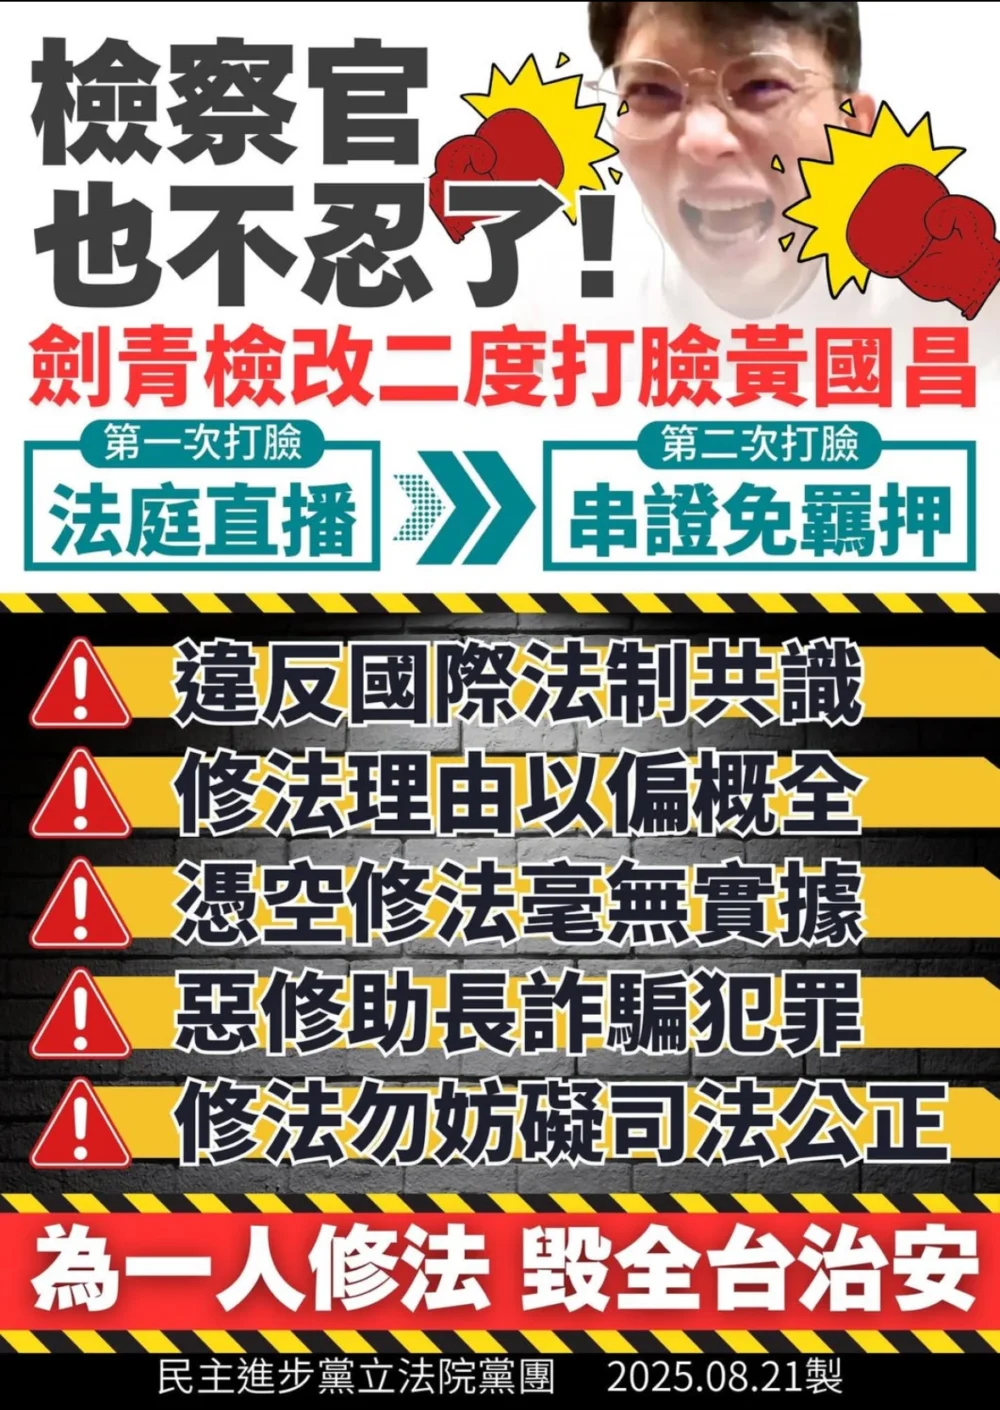 檢察官
也不忍了!
劍青檢改二度打臉黃國昌
第一次打臉
法庭直播
第二次打臉
串證免羈押
違反國際法制共識
修法理由以偏概全
憑空修法毫無實據
惡修助長詐騙犯罪
修法勿妨礙司法公正
為一人修法 毀全台治安
民主進步黨立法院黨團 2025.08.21製